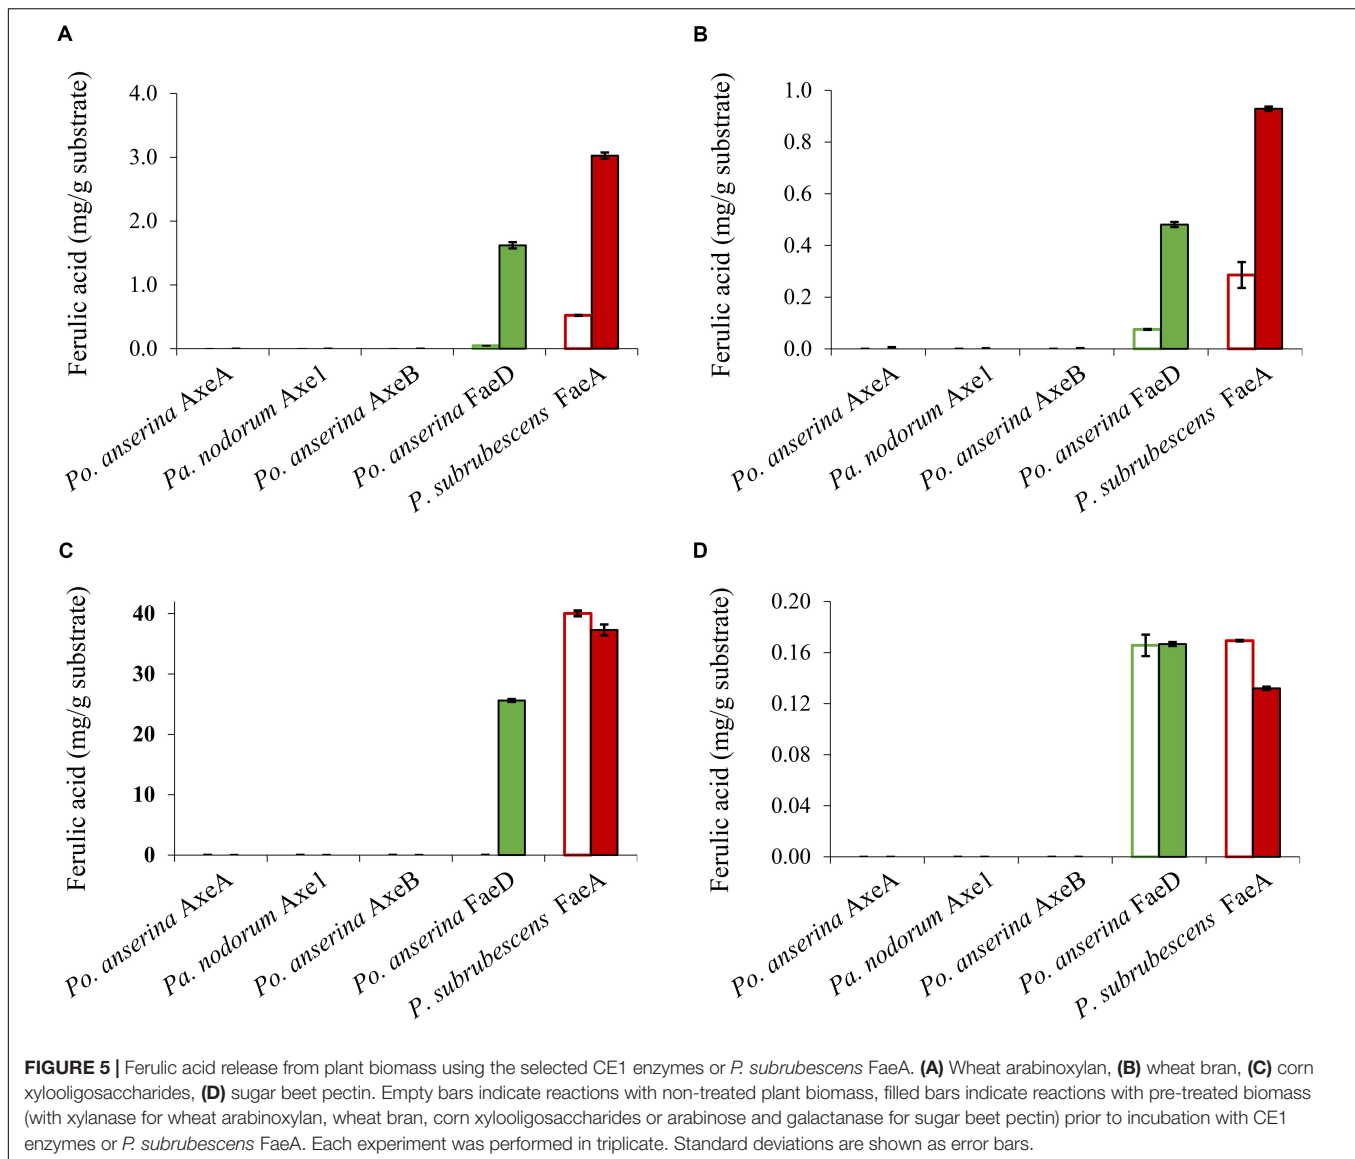 A
Ferulic acid (mg/g substrate)
4.0
3.0
2.0
1.0
0.0
Po. anserina AxeA
Pa. nodorum Axe1
Po. anserina AxeB
Po. anserina FaeD
P. subrubescens FaeA
B
Ferulic acid (mg/g substrate)
1.0
0.8
0.6
0.4
0.2
0.0
Po. anserina AxeA
Pa. nodorum Axe1
Po. anserina AxeB
Po. anserina FaeD
P. subrubescens FaeA
C
Ferulic acid (mg/g substrate)
40
30
20
10
0
Po. anserina AxeA
Pa. nodorum Axe1
Po. anserina AxeB
Po. anserina FaeD
P. subrubescens FaeA
D
Ferulic acid (mg/g substrate)
0.20
0.16
0.12
0.08
0.04
0.00
Po. anserina AxeA
Pa. nodorum Axe1
Po. anserina AxeB
Po. anserina FaeD
P. subrubescens FaeA
FIGURE 5 | Ferulic acid release from plant biomass using the selected CE1 enzymes or P. subrubescens FaeA. (A) Wheat arabinoxylan, (B) wheat bran, (C) corn
xylooligosaccharides, (D) sugar beet pectin. Empty bars indicate reactions with non-treated plant biomass, filled bars indicate reactions with pre-treated biomass
(with xylanase for wheat arabinoxylan, wheat bran, corn xylooligosaccharides or arabinose and galactanase for sugar beet pectin) prior to incubation with CE1
enzymes or P. subrubescens FaeA. Each experiment was performed in triplicate. Standard deviations are shown as error bars.